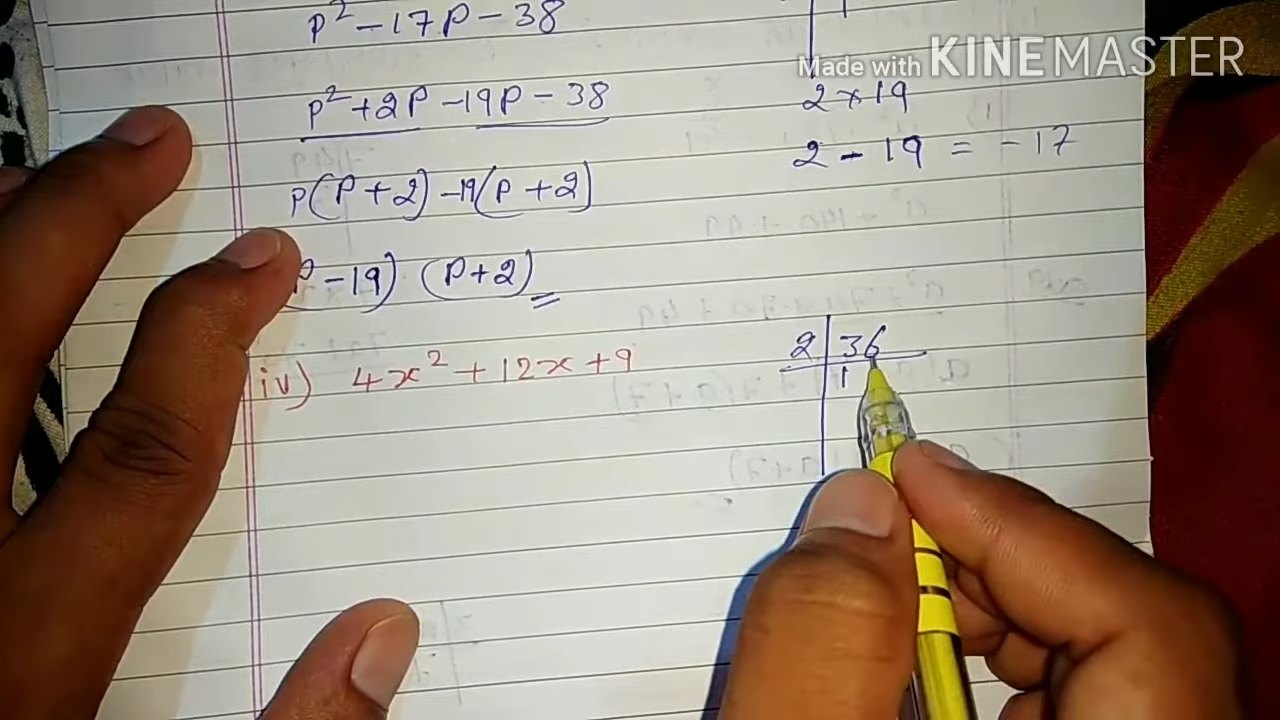 p² - 17p - 38
Made with KINEMASTER
p² + 2p - 19p - 38
2 × 19
2 - 19 = -17
p(p + 2) - 19(p + 2)
p - 19) (p + 2)
2 | 36
1
iv) 4x² + 12x + 9